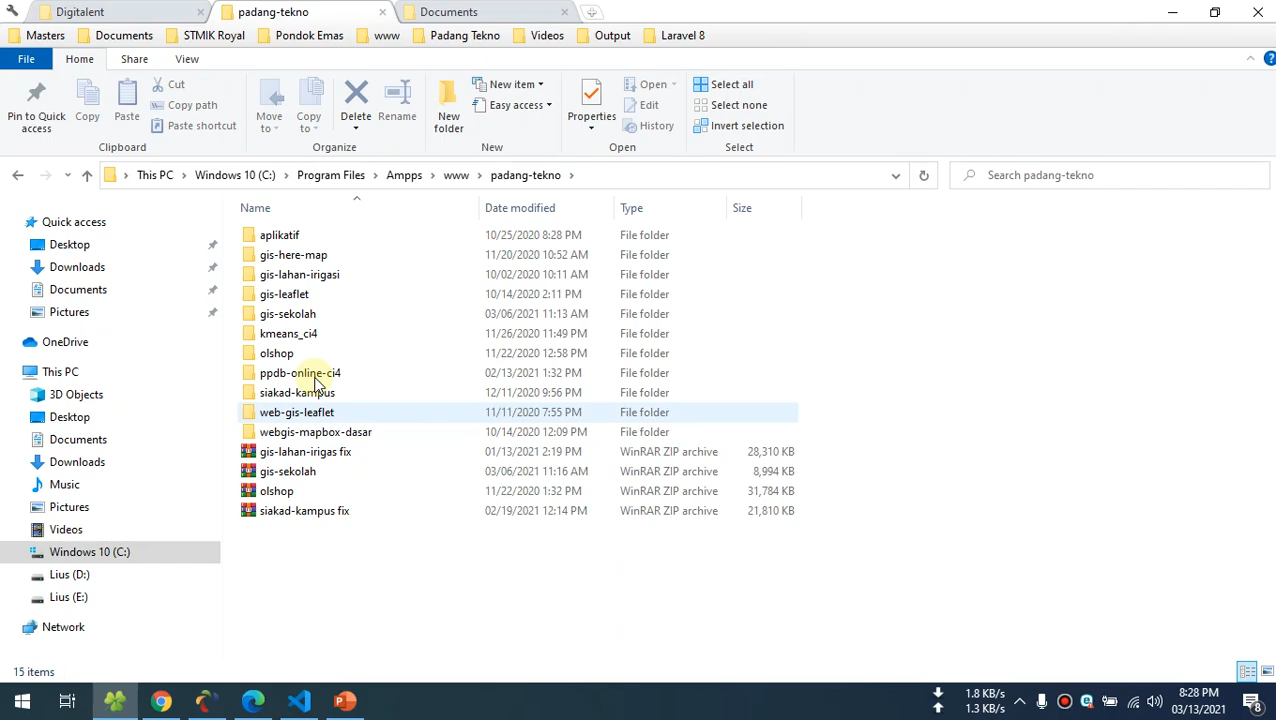 Digitalent
padang-tekno
Documents
Masters
Documents
STMIK Royal
Pondok Emas
www
Padang Tekno
Videos
Output
Laravel 8
File
Home
Share
View
Pin to Quick access
Copy
Paste
Cut
Copy path
Paste shortcut
Clipboard
Move to
Copy to
Delete
Rename
Organize
New folder
New item
Easy access
New
Properties
Open
Edit
History
Open
Select all
Select none
Invert selection
Select
This PC > Windows 10 (C:) > Program Files > Ampps > www > padang-tekno >
Search padang-tekno
Name Date modified Type Size
Quick access
Desktop
Downloads
Documents
Pictures
OneDrive
This PC
3D Objects
Desktop
Documents
Downloads
Music
Pictures
Videos
Windows 10 (C:)
Lius (D:)
Lius (E:)
Network
aplikatif 10/25/2020 8:28 PM File folder
gis-here-map 11/20/2020 10:52 AM File folder
gis-lahan-irigasi 10/02/2020 10:11 AM File folder
gis-leaflet 10/14/2020 2:11 PM File folder
gis-sekolah 03/06/2021 11:13 AM File folder
kmeans_ci4 11/26/2020 11:49 PM File folder
olshop 11/22/2020 12:58 PM File folder
ppdb-online-ci4 02/13/2021 1:32 PM File folder
siakad-kampus 12/11/2020 9:56 PM File folder
web-gis-leaflet 11/11/2020 7:55 PM File folder
webgis-mapbox-dasar 10/14/2020 12:09 PM File folder
gis-lahan-irigas fix 01/13/2021 2:19 PM WinRAR ZIP archive 28,310 KB
gis-sekolah 03/06/2021 11:16 AM WinRAR ZIP archive 8,994 KB
olshop 11/22/2020 1:32 PM WinRAR ZIP archive 31,784 KB
siakad-kampus fix 02/19/2021 12:14 PM WinRAR ZIP archive 21,810 KB
15 items
1.8 KB/s
1.3 KB/s
8:28 PM
03/13/2021
8